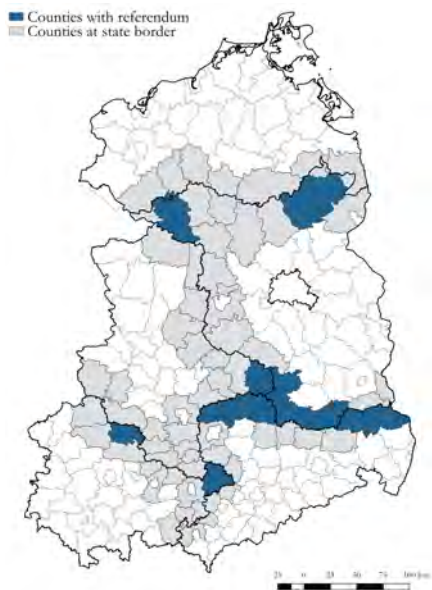 Counties with referendum
Counties at state border
25 0 25 50 75 100 km